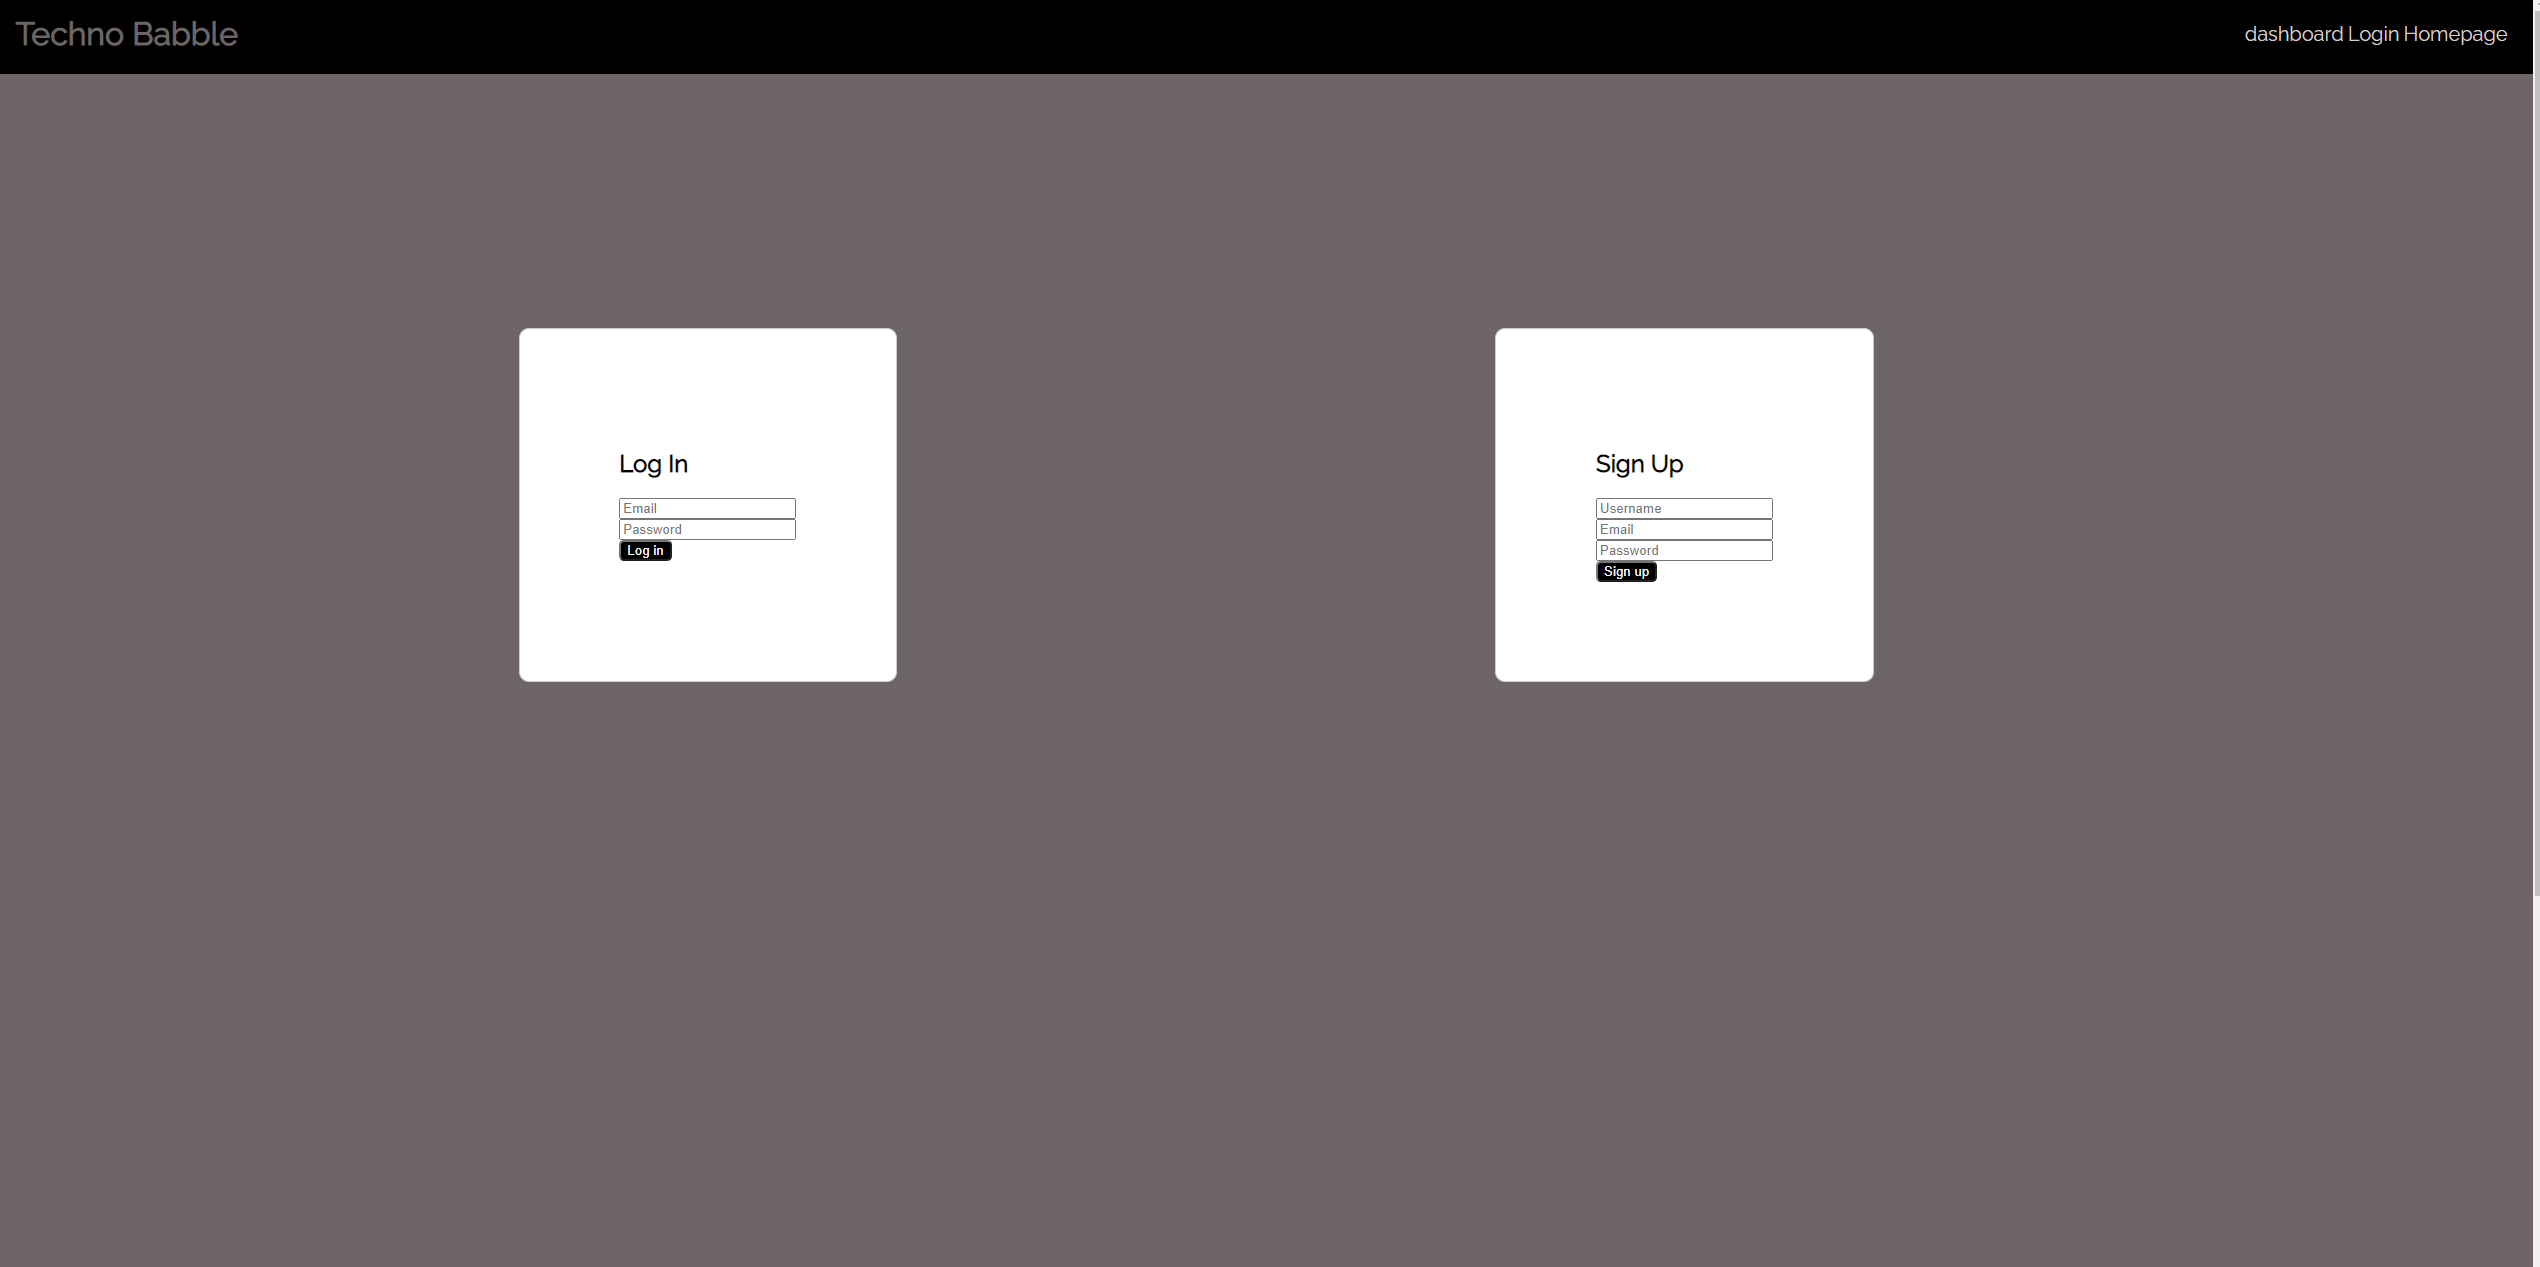 Techno Babble
dashboard Login Homepage
Log In
Email
Password
Log in
Sign Up
Username
Email
Password
Sign up